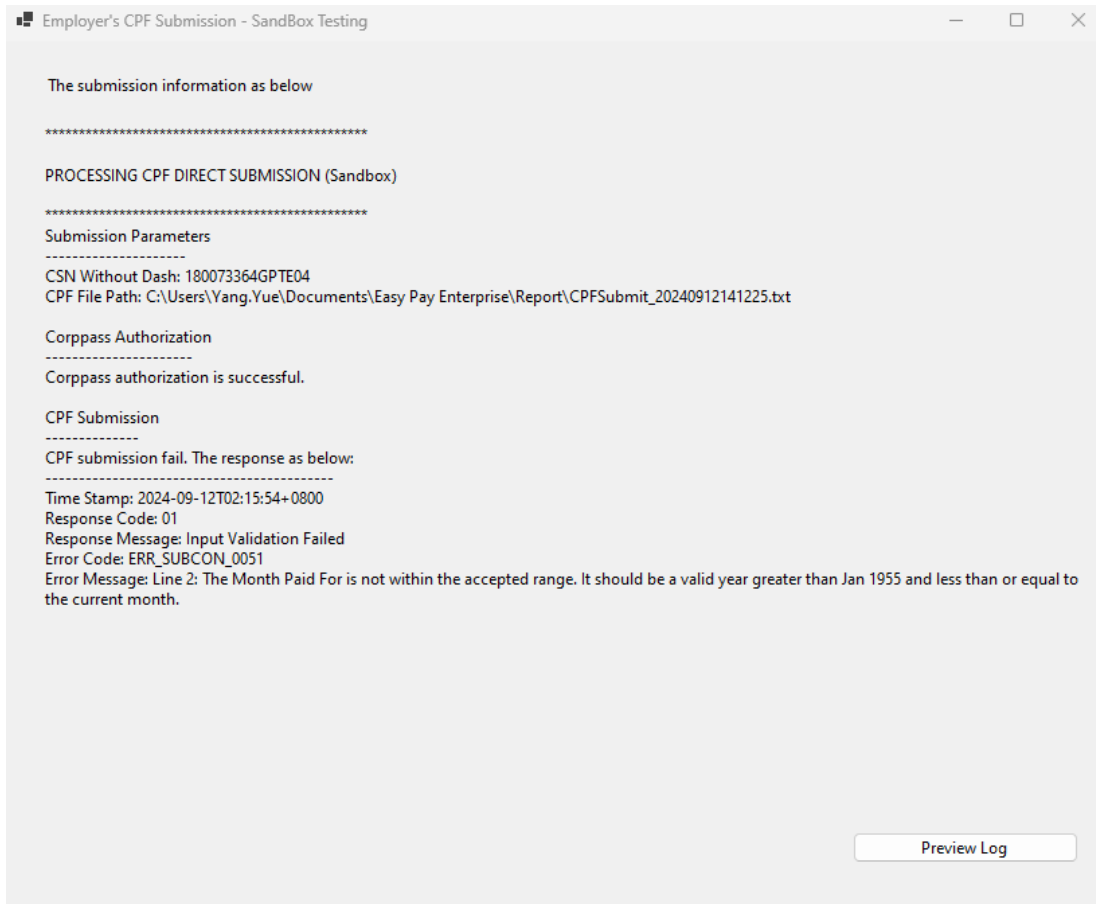 Employer's CPF Submission - SandBox Testing
The submission information as below
************************************************
PROCESSING CPF DIRECT SUBMISSION (Sandbox)
************************************************
Submission Parameters
---------------------
CSN Without Dash: 180073364GPTE04
CPF File Path: C:\Users\Yang.Yue\Documents\Easy Pay Enterprise\Report\CPFSubmit_20240912141225.txt
Corppass Authorization
----------------------
Corppass authorization is successful.
CPF Submission
--------------
CPF submission fail. The response as below:
-------------------------------------------
Time Stamp: 2024-09-12T02:15:54+0800
Response Code: 01
Response Message: Input Validation Failed
Error Code: ERR_SUBCON_0051
Error Message: Line 2: The Month Paid For is not within the accepted range. It should be a valid year greater than Jan 1955 and less than or equal to
the current month.
Preview Log